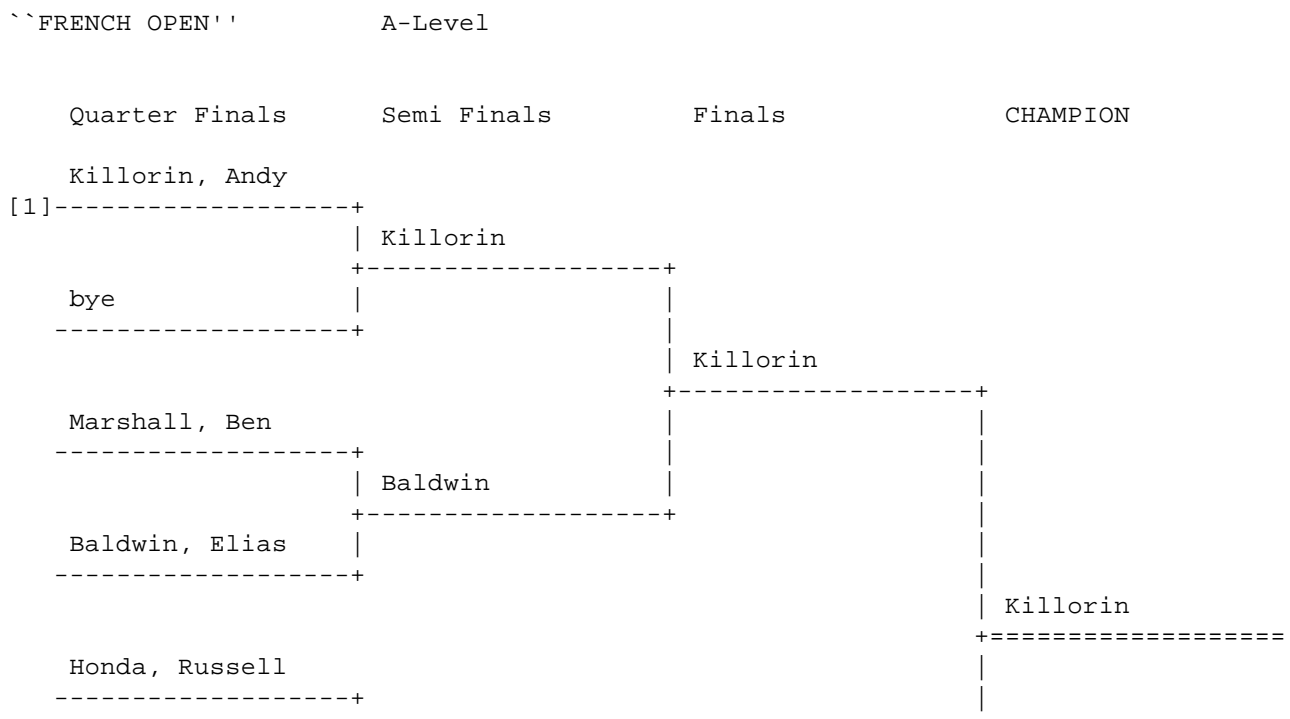 ``FRENCH OPEN'' A-Level
Quarter Finals Semi Finals Finals CHAMPION
Killorin, Andy
[1]-------------------+
| Killorin
+-------------------+
bye | |
-------------------+ |
| Killorin
+-------------------+
Marshall, Ben | |
-------------------+ | |
| Baldwin | |
+-------------------+ |
Baldwin, Elias | |
-------------------+ |
| Killorin
+===================
Honda, Russell |
-------------------+ |